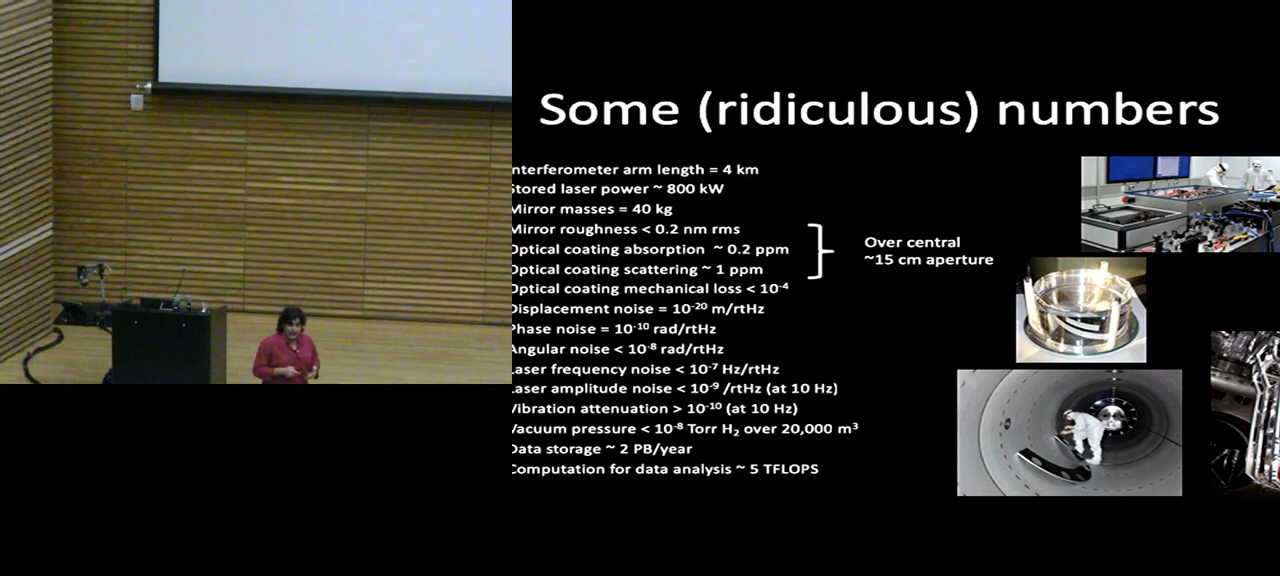 Some (ridiculous) numbers
nterferometer arm length = 4 km
Stored laser power ~ 800 kW
Mirror masses = 40 kg
Mirror roughness < 0.2 nm rms
Optical coating absorption ~ 0.2 ppm
Optical coating scattering ~ 1 ppm
Over central
~15 cm aperture
Optical coating mechanical loss < 10⁻⁴
Displacement noise = 10⁻²⁰ m/rtHz
Phase noise = 10⁻¹⁰ rad/rtHz
Angular noise < 10⁻⁸ rad/rtHz
Laser frequency noise < 10⁻⁷ Hz/rtHz
Laser amplitude noise < 10⁻⁹ /rtHz (at 10 Hz)
Vibration attenuation > 10⁻¹⁰ (at 10 Hz)
Vacuum pressure < 10⁻⁸ Torr H₂ over 20,000 m³
Data storage ~ 2 PB/year
Computation for data analysis ~ 5 TFLOPS